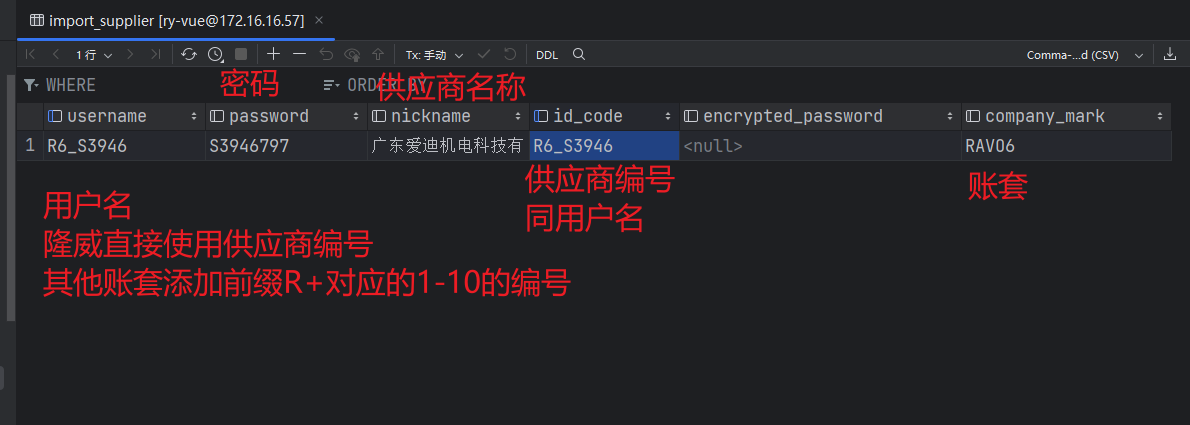 import_supplier [ry-vue@172.16.16.57]
1 行 Tx: 手动 DDL Comma-...d (CSV)
WHERE ORDER BY
密码 供应商名称
username password nickname id_code encrypted_password company_mark
1 R6_S3946 S3946797 广东爱迪机电科技有 R6_S3946 <null> RAVO6
供应商编号 账套
同用户名
用户名
隆威直接使用供应商编号
其他账套添加前缀R+对应的1-10的编号